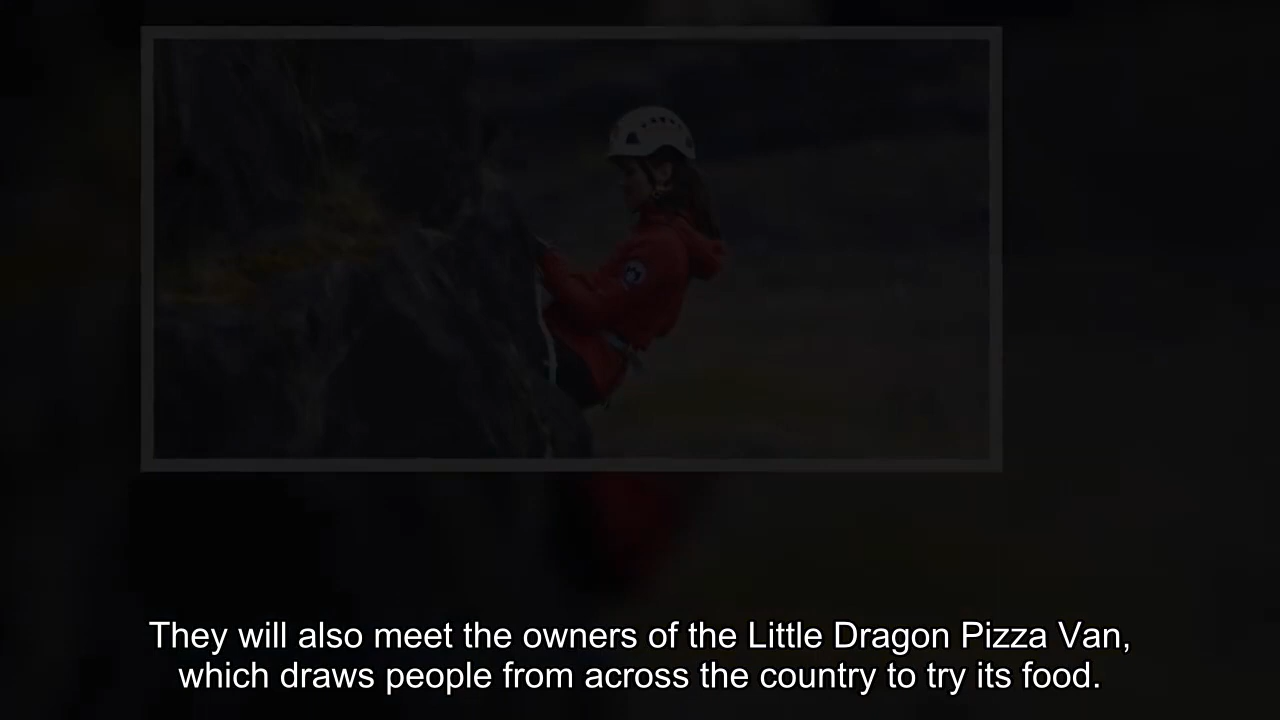 They will also meet the owners of the Little Dragon Pizza Van,
which draws people from across the country to try its food.